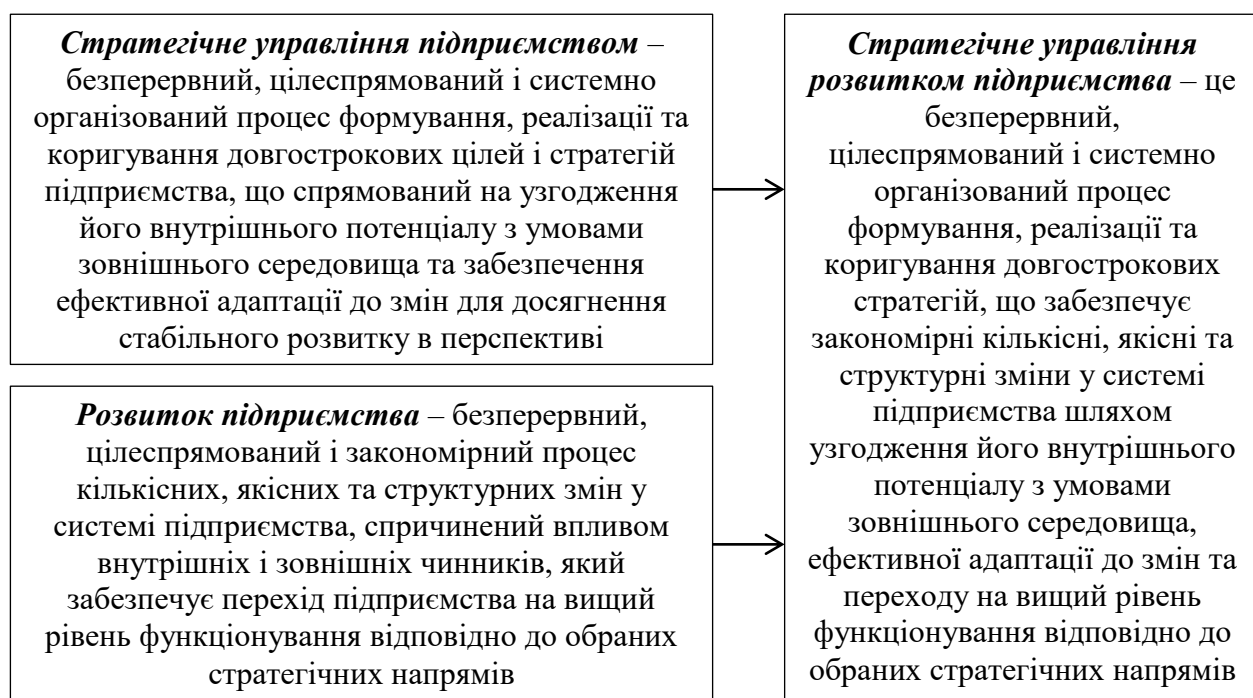 Стратегічне управління підприємством –
безперервний, цілеспрямований і системно
організований процес формування, реалізації та
коригування довгострокових цілей і стратегій
підприємства, що спрямований на узгодження
його внутрішнього потенціалу з умовами
зовнішнього середовища та забезпечення
ефективної адаптації до змін для досягнення
стабільного розвитку в перспективі
Розвиток підприємства – безперервний,
цілеспрямований і закономірний процес
кількісних, якісних та структурних змін у
системі підприємства, спричинений впливом
внутрішніх і зовнішніх чинників, який
забезпечує перехід підприємства на вищий
рівень функціонування відповідно до обраних
стратегічних напрямів
Стратегічне управління
розвитком підприємства – це
безперервний,
цілеспрямований і системно
організований процес
формування, реалізації та
коригування довгострокових
стратегій, що забезпечує
закономірні кількісні, якісні та
структурні зміни у системі
підприємства шляхом
узгодження його внутрішнього
потенціалу з умовами
зовнішнього середовища,
ефективної адаптації до змін та
переходу на вищий рівень
функціонування відповідно до
обраних стратегічних напрямів